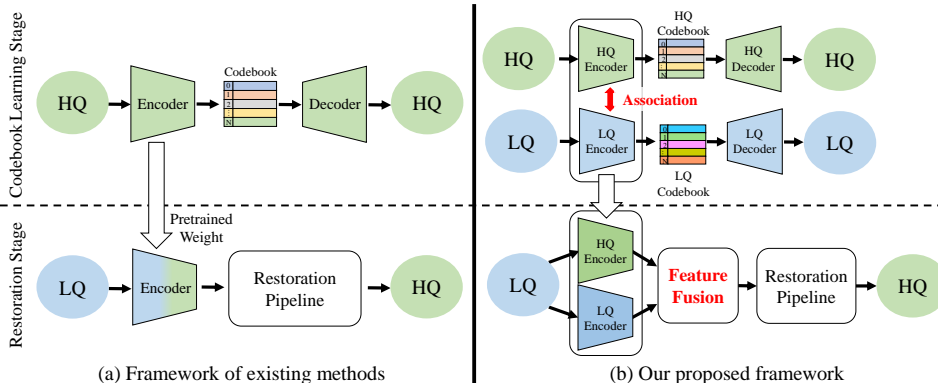 Codebook Learning Stage
HQ
Encoder
Codebook
0
1
2
:
N
Decoder
HQ
HQ
HQ
Encoder
HQ
Codebook
0
1
2
:
N
HQ
Decoder
HQ
Association
LQ
LQ
Encoder
0
1
2
:
N
LQ
Codebook
LQ
Decoder
LQ
Restoration Stage
Pretrained
Weight
LQ
Encoder
Restoration
Pipeline
HQ
LQ
HQ
Encoder
LQ
Encoder
Feature
Fusion
Restoration
Pipeline
HQ
(a) Framework of existing methods
(b) Our proposed framework